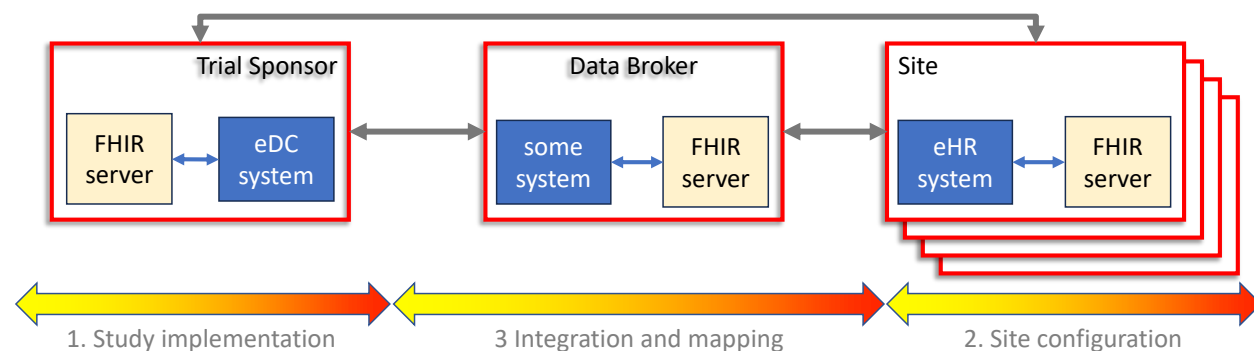 Trial Sponsor
FHIR
server
eDC
system
Data Broker
some
system
FHIR
server
Site
eHR
system
FHIR
server
1. Study implementation
3 Integration and mapping
2. Site configuration